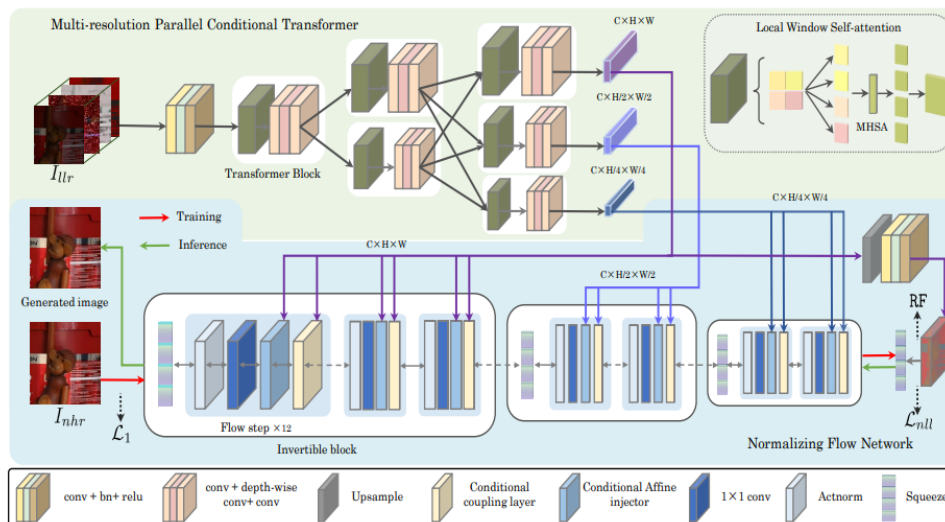 Multi-resolution Parallel Conditional Transformer
C×H×W
Local Window Self-attention
C×H/2×W/2
MHSA
I_llr
Transformer Block
C×H/4×W/4
C×H/4×W/4
Training
Inference
C×H×W
C×H/2×W/2
RF
Generated image
I_nhr
Flow step ×12
L_1
Invertible block
L_nll
Normalizing Flow Network
conv + bn+ relu
conv + depth-wise
conv+ conv
Upsample
Conditional
coupling layer
Conditional Affine
injector
1×1 conv
Actnorm
Squeeze